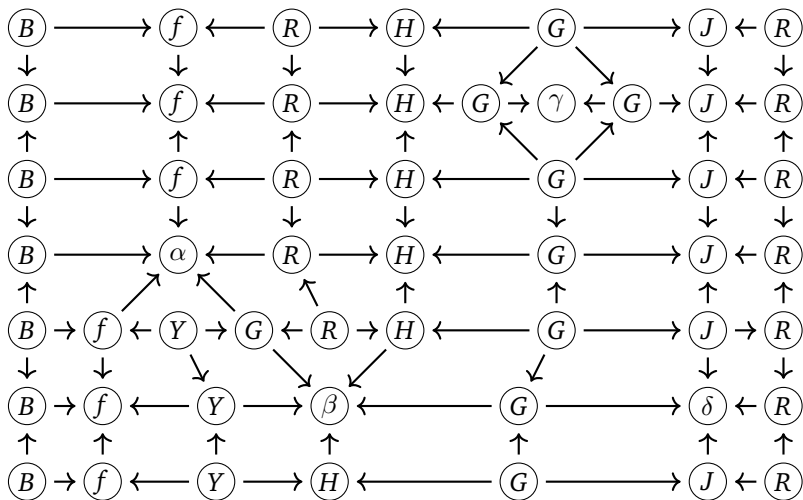 B f R H G J R
B f R H G γ G J R
B f R H G J R
B α R H G J R
B f Y G R H G J R
B f Y β G δ R
B f Y H G J R